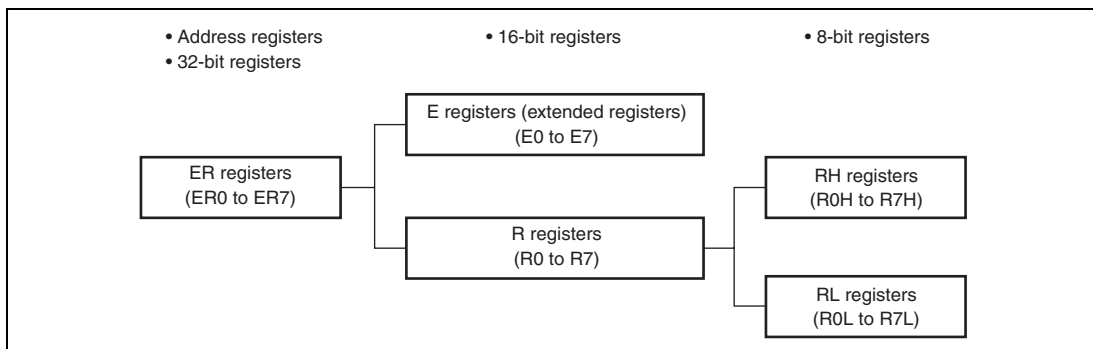 • Address registers
• 32-bit registers
• 16-bit registers
• 8-bit registers
E registers (extended registers)
(E0 to E7)
ER registers
(ER0 to ER7)
RH registers
(R0H to R7H)
R registers
(R0 to R7)
RL registers
(R0L to R7L)